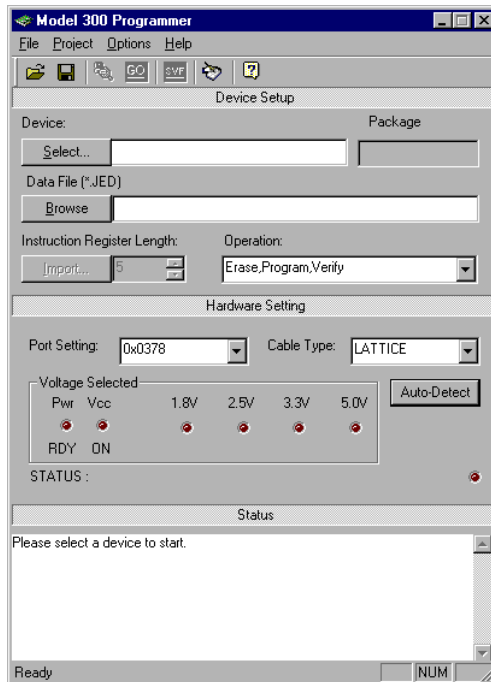 Model 300 Programmer
File Project Options Help
GO SVF
Device Setup
Device: Package
Select...
Data File (*.JED)
Browse
Instruction Register Length: Operation:
Import... 5 Erase,Program,Verify
Hardware Setting
Port Setting: 0x0378 Cable Type: LATTICE
Voltage Selected
Auto-Detect
Pwr Vcc 1.8V 2.5V 3.3V 5.0V
RDY ON
STATUS :
Status
Please select a device to start.
Ready NUM